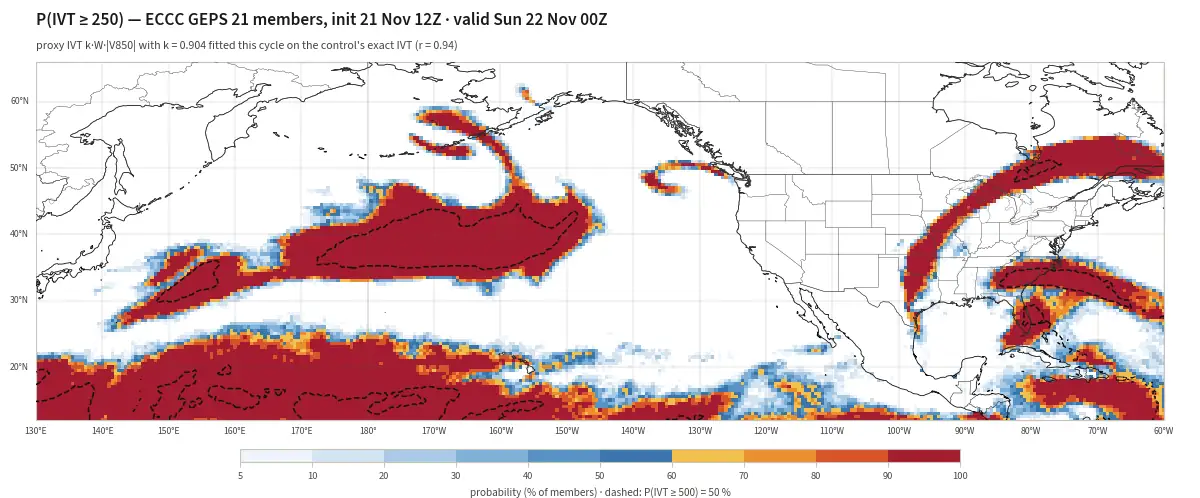 P(IVT ≥ 250) — ECCC GEPS 21 members, init 21 Nov 12Z · valid Sun 22 Nov 00Z
proxy IVT k·W·|V850| with k = 0.904 fitted this cycle on the control's exact IVT (r = 0.94)
60°N
50°N
40°N
30°N
20°N
130°E 140°E 150°E 160°E 170°E 180° 170°W 160°W 150°W 140°W 130°W 120°W 110°W 100°W 90°W 80°W 70°W 60°W
5 10 20 30 40 50 60 70 80 90 100
probability (% of members) · dashed: P(IVT ≥ 500) = 50 %